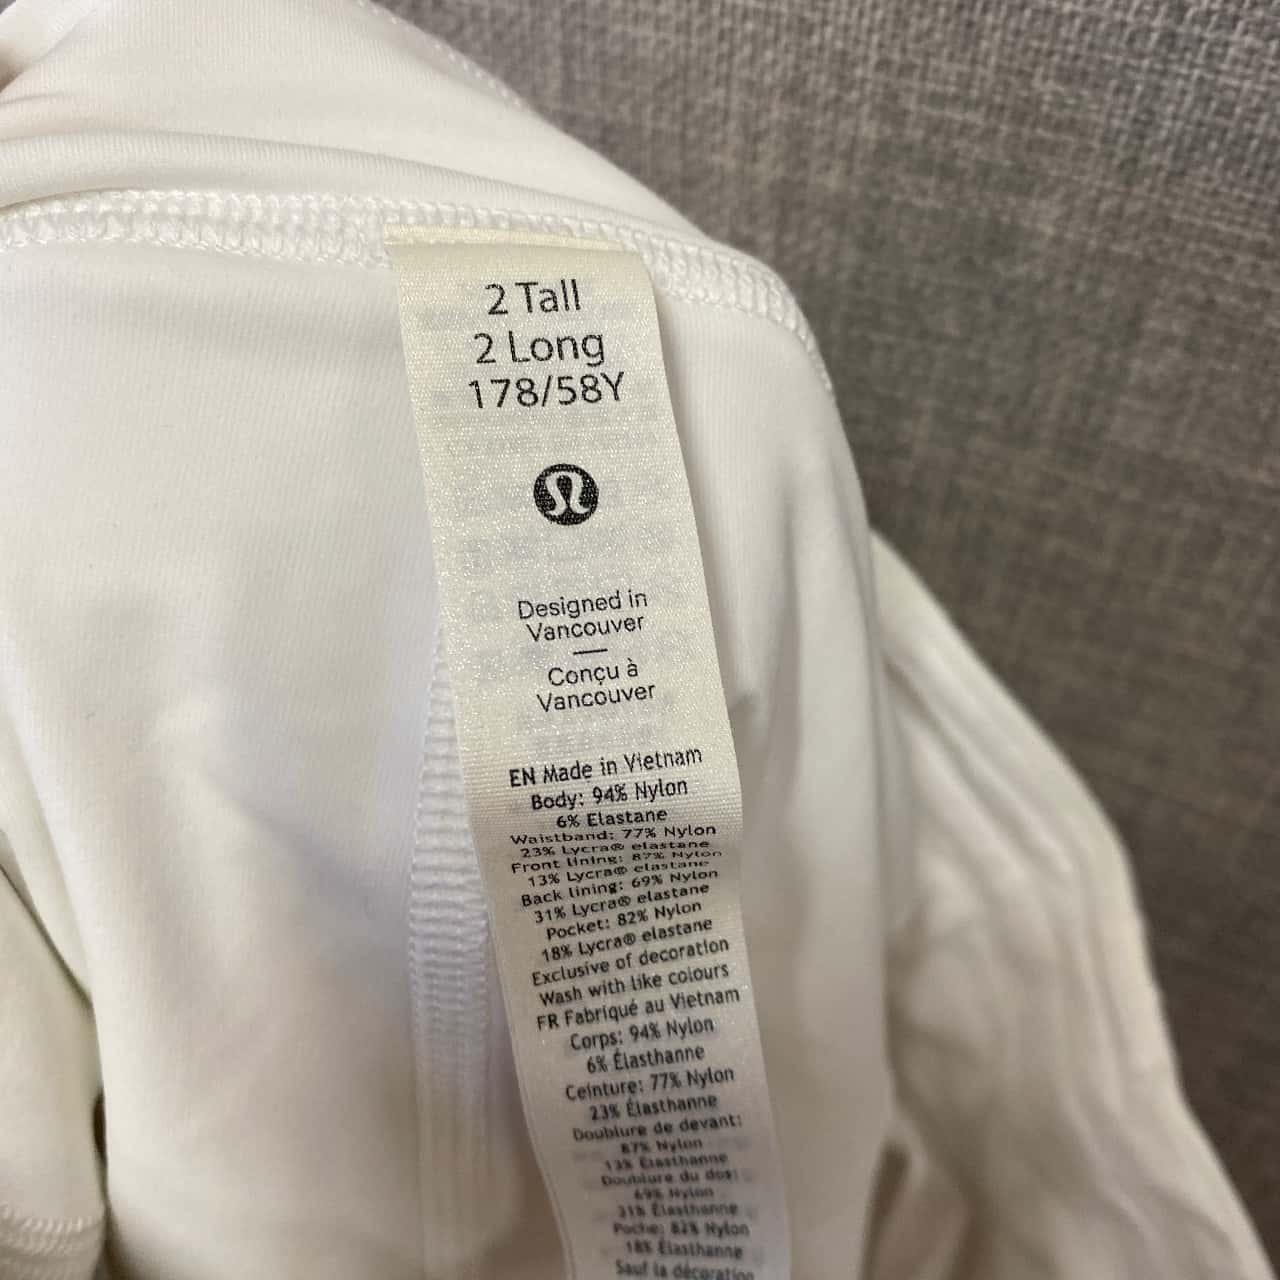 2 Tall
2 Long
178/58Y
Designed in
Vancouver
—
Conçu à
Vancouver
EN Made in Vietnam
Body: 94% Nylon
6% Elastane
Waistband: 77% Nylon
23% Lycra® elastane
Front lining: 87% Nylon
13% Lycra® elastane
Back lining: 69% Nylon
31% Lycra® elastane
Pocket: 82% Nylon
18% Lycra® elastane
Exclusive of decoration
Wash with like colours
FR Fabriqué au Vietnam
Corps: 94% Nylon
6% Élasthanne
Ceinture: 77% Nylon
23% Élasthanne
Doublure de devant:
87% Nylon
13% Élasthanne
Doublure du dos:
69% Nylon
31% Élasthanne
Poche: 82% Nylon
18% Élasthanne
Sauf la décoration